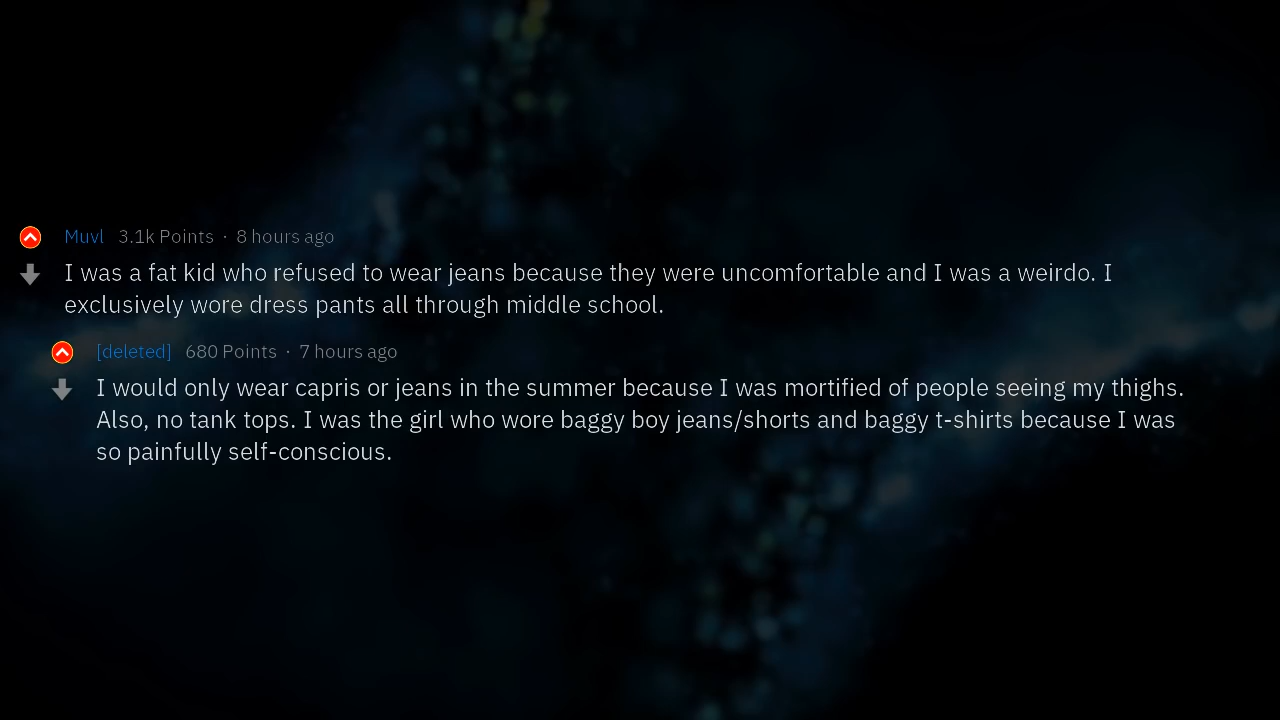 Muvl 3.1k Points · 8 hours ago
I was a fat kid who refused to wear jeans because they were uncomfortable and I was a weirdo. I
exclusively wore dress pants all through middle school.
[deleted] 680 Points · 7 hours ago
I would only wear capris or jeans in the summer because I was mortified of people seeing my thighs.
Also, no tank tops. I was the girl who wore baggy boy jeans/shorts and baggy t-shirts because I was
so painfully self-conscious.